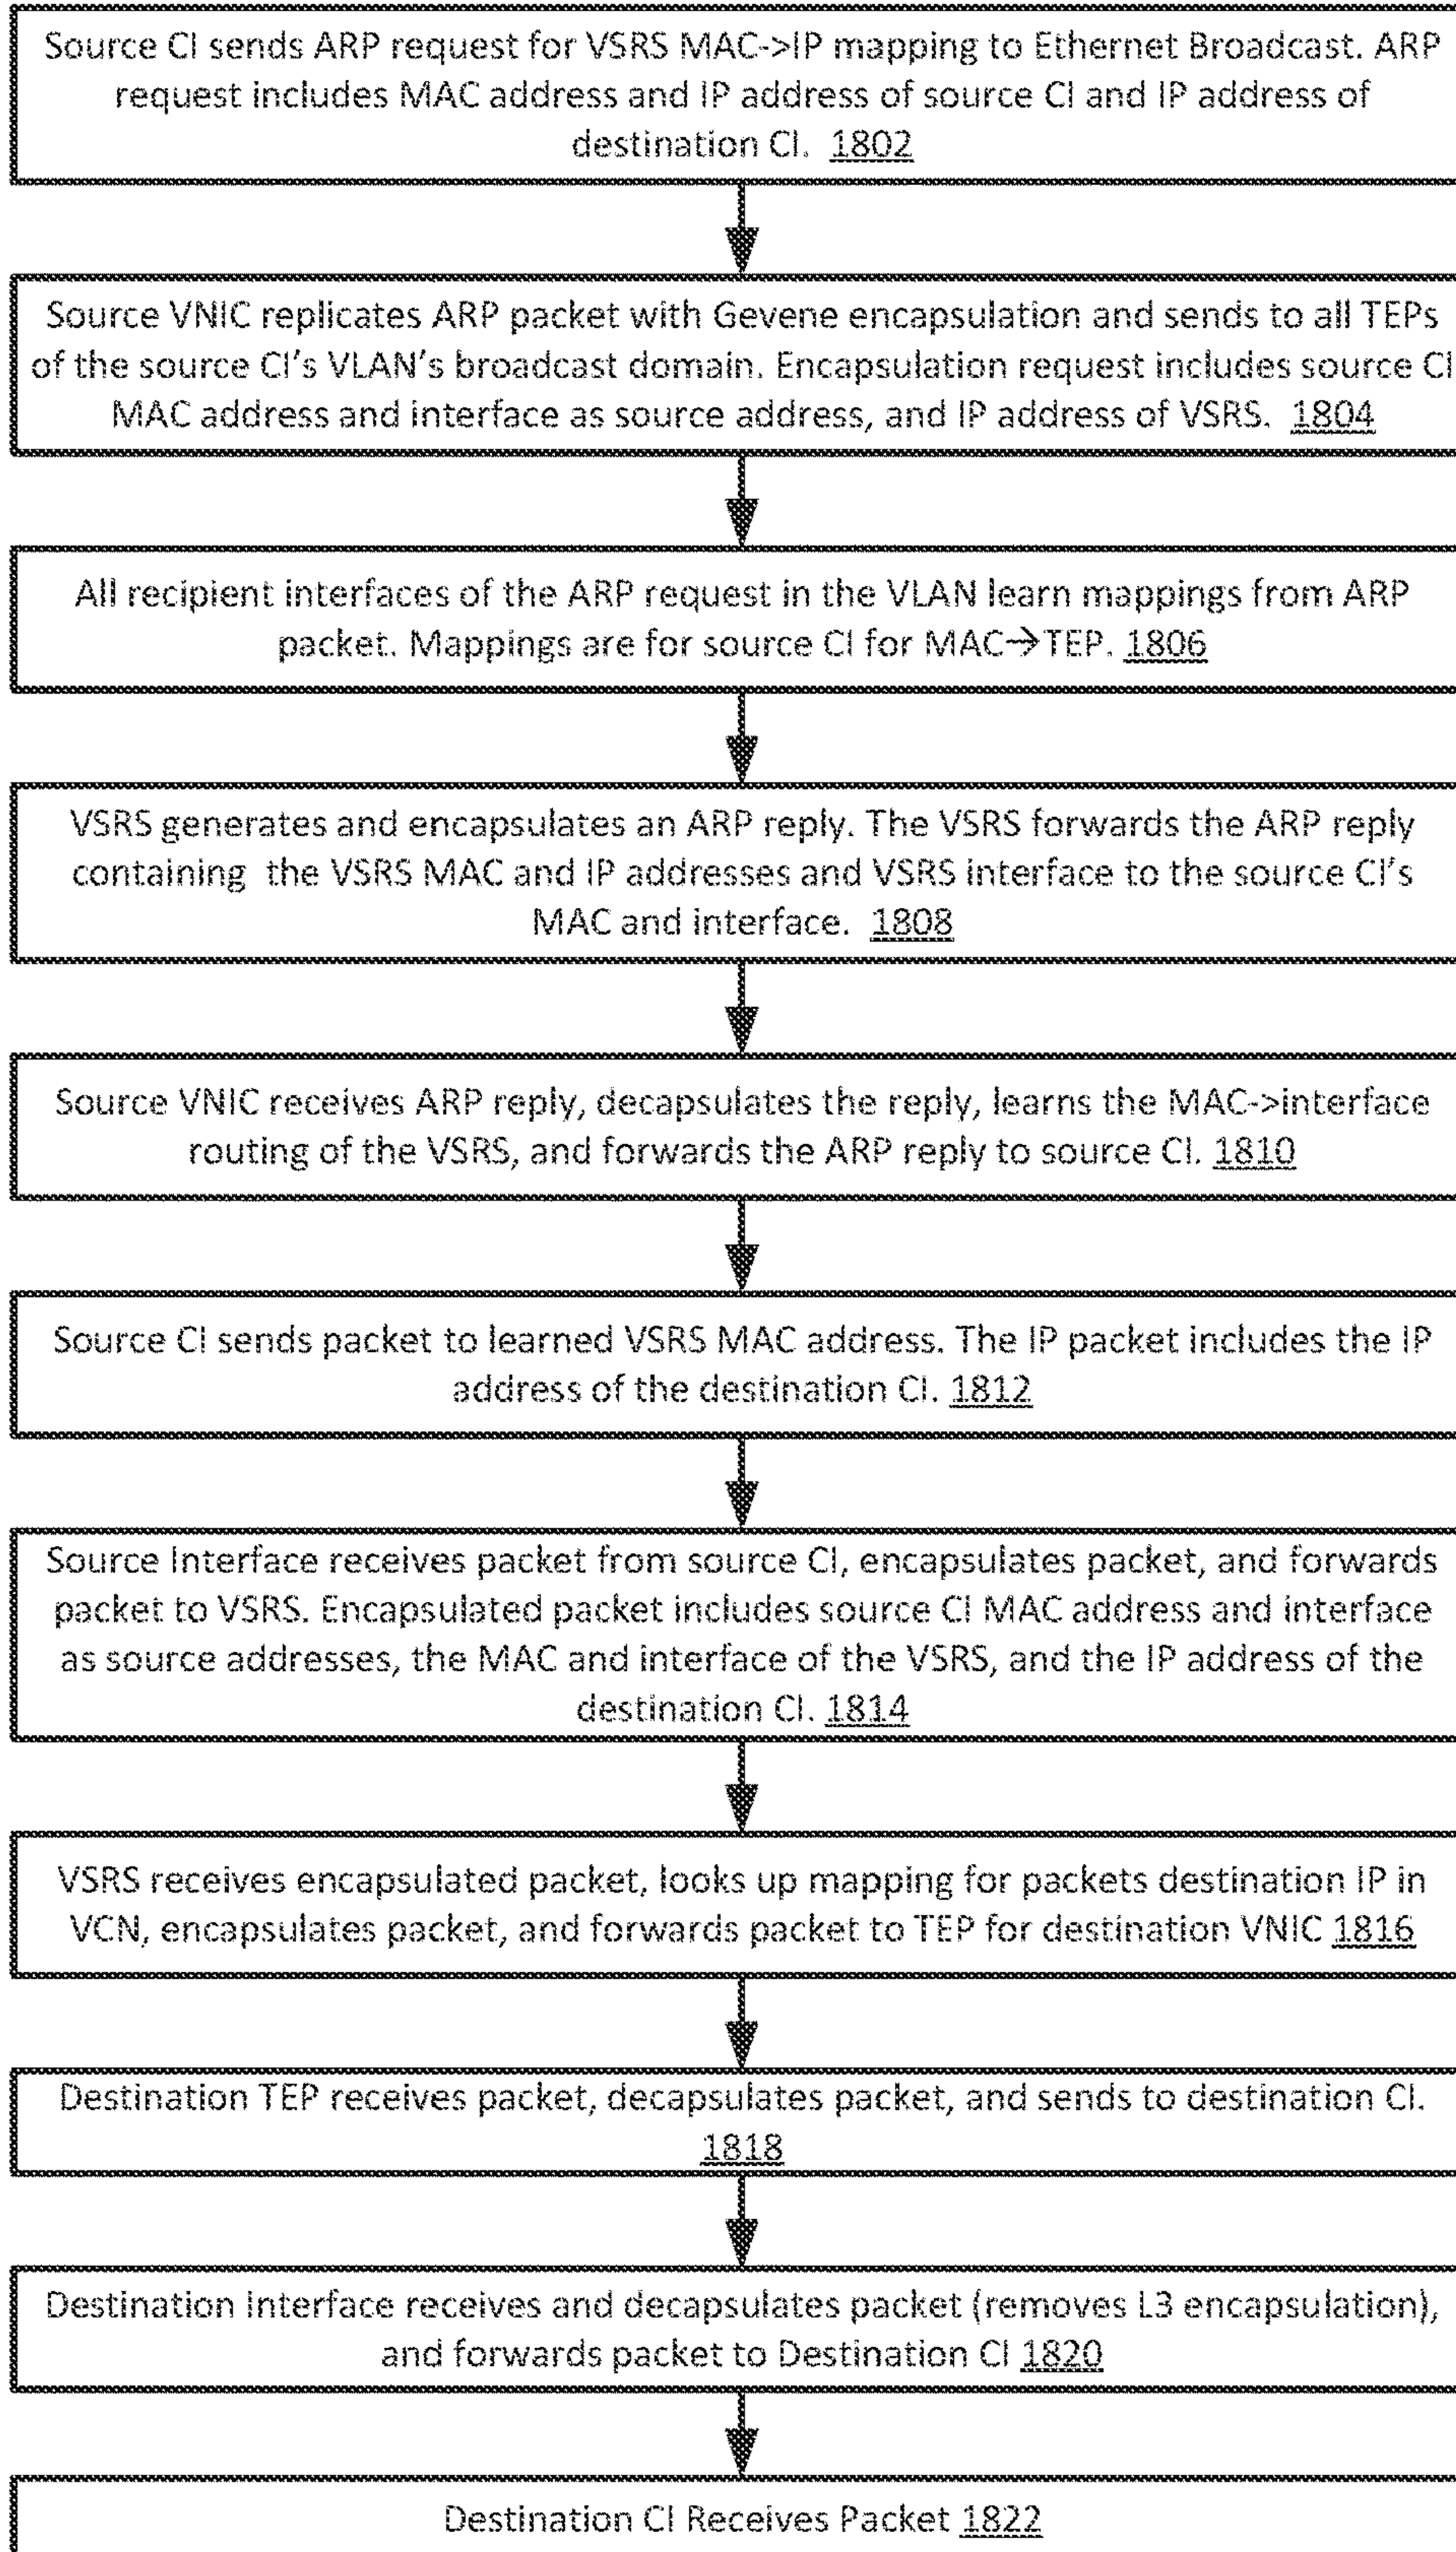 Source CI sends ARP request for VSRS MAC->IP mapping to Ethernet Broadcast. ARP
request includes MAC address and IP address of source CI and IP address of
destination CI. 1802
Source VNIC replicates ARP packet with Gevene encapsulation and sends to all TEPs
of the source CI's VLAN's broadcast domain. Encapsulation request includes source CI
MAC address and interface as source address, and IP address of VSRS. 1804
All recipient interfaces of the ARP request in the VLAN learn mappings from ARP
packet. Mappings are for source CI for MAC→TEP. 1806
VSRS generates and encapsulates an ARP reply. The VSRS forwards the ARP reply
containing the VSRS MAC and IP addresses and VSRS interface to the source CI's
MAC and interface. 1808
Source VNIC receives ARP reply, decapsulates the reply, learns the MAC->interface
routing of the VSRS, and forwards the ARP reply to source CI. 1810
Source CI sends packet to learned VSRS MAC address. The IP packet includes the IP
address of the destination CI. 1812
Source Interface receives packet from source CI, encapsulates packet, and forwards
packet to VSRS. Encapsulated packet includes source CI MAC address and interface
as source addresses, the MAC and interface of the VSRS, and the IP address of the
destination CI. 1814
VSRS receives encapsulated packet, looks up mapping for packets destination IP in
VCN, encapsulates packet, and forwards packet to TEP for destination VNIC 1816
Destination TEP receives packet, decapsulates packet, and sends to destination CI.
1818
Destination Interface receives and decapsulates packet (removes L3 encapsulation),
and forwards packet to Destination CI 1820
Destination CI Receives Packet 1822